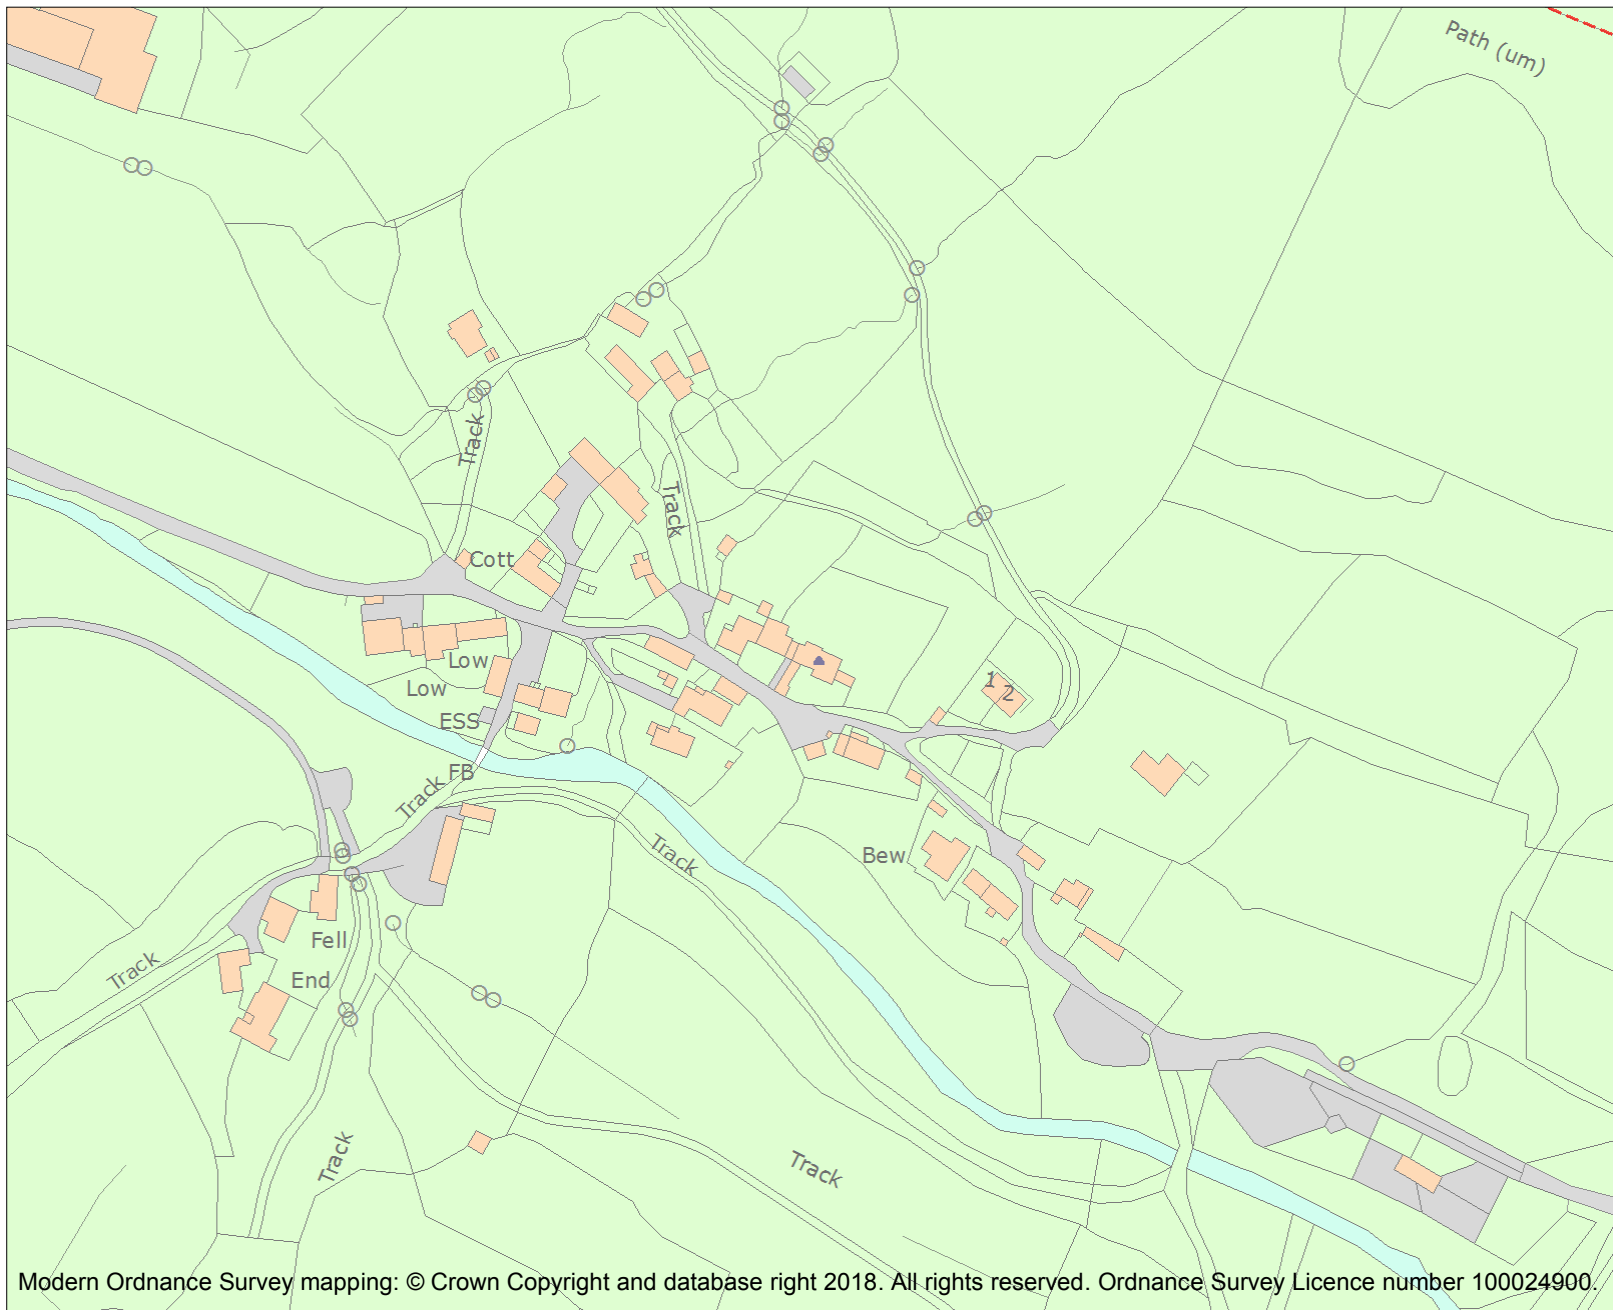 Path (um)
Track
Track
Cott
Low
Low
1 2
ESS
FB
Track
Track
Bew
Fell
End
Track
Track
Track
Modern Ordnance Survey mapping: © Crown Copyright and database right 2018. All rights reserved. Ordnance Survey Licence number 100024900.